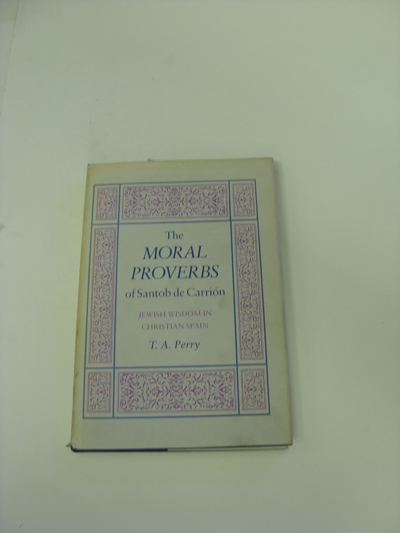 The
MORAL
PROVERBS
of Santob de Carrión
JEWISH WISDOM IN
CHRISTIAN SPAIN
T. A. Perry